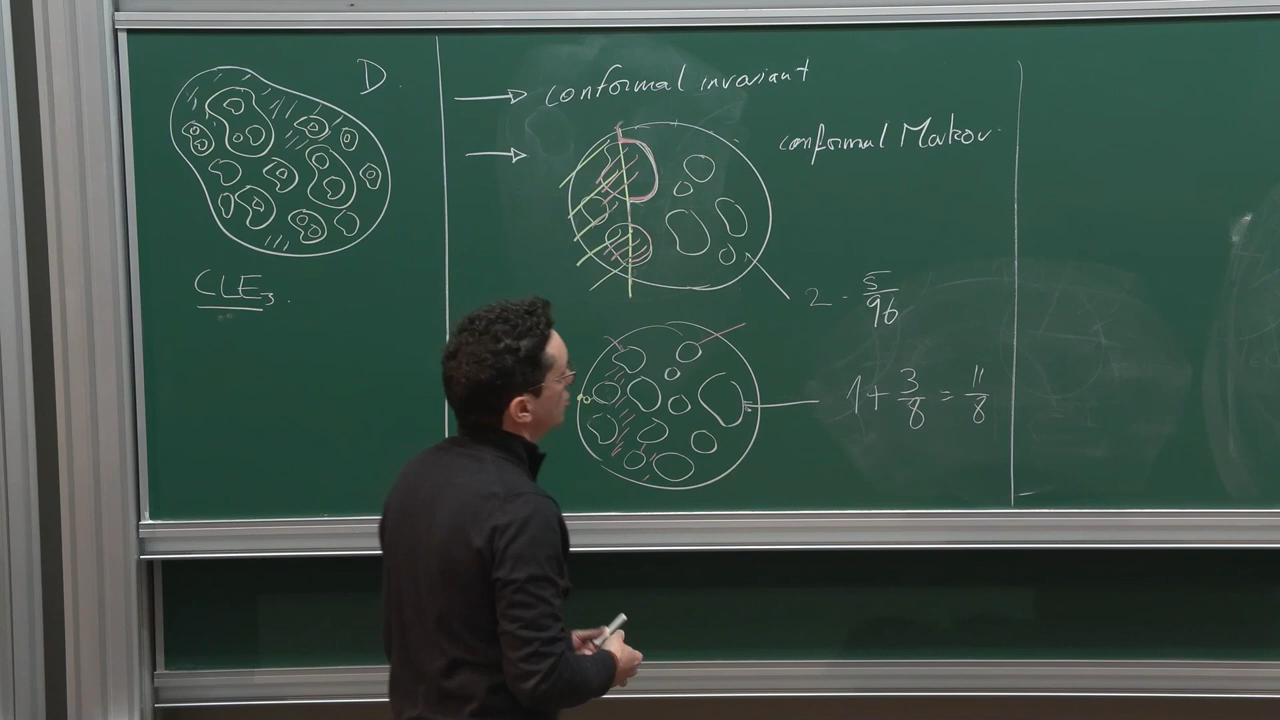 D.
CLE₃.
→ conformal invariant
→ conformal Markov.
2 - 5/96
1 + 3/8 = 11/8